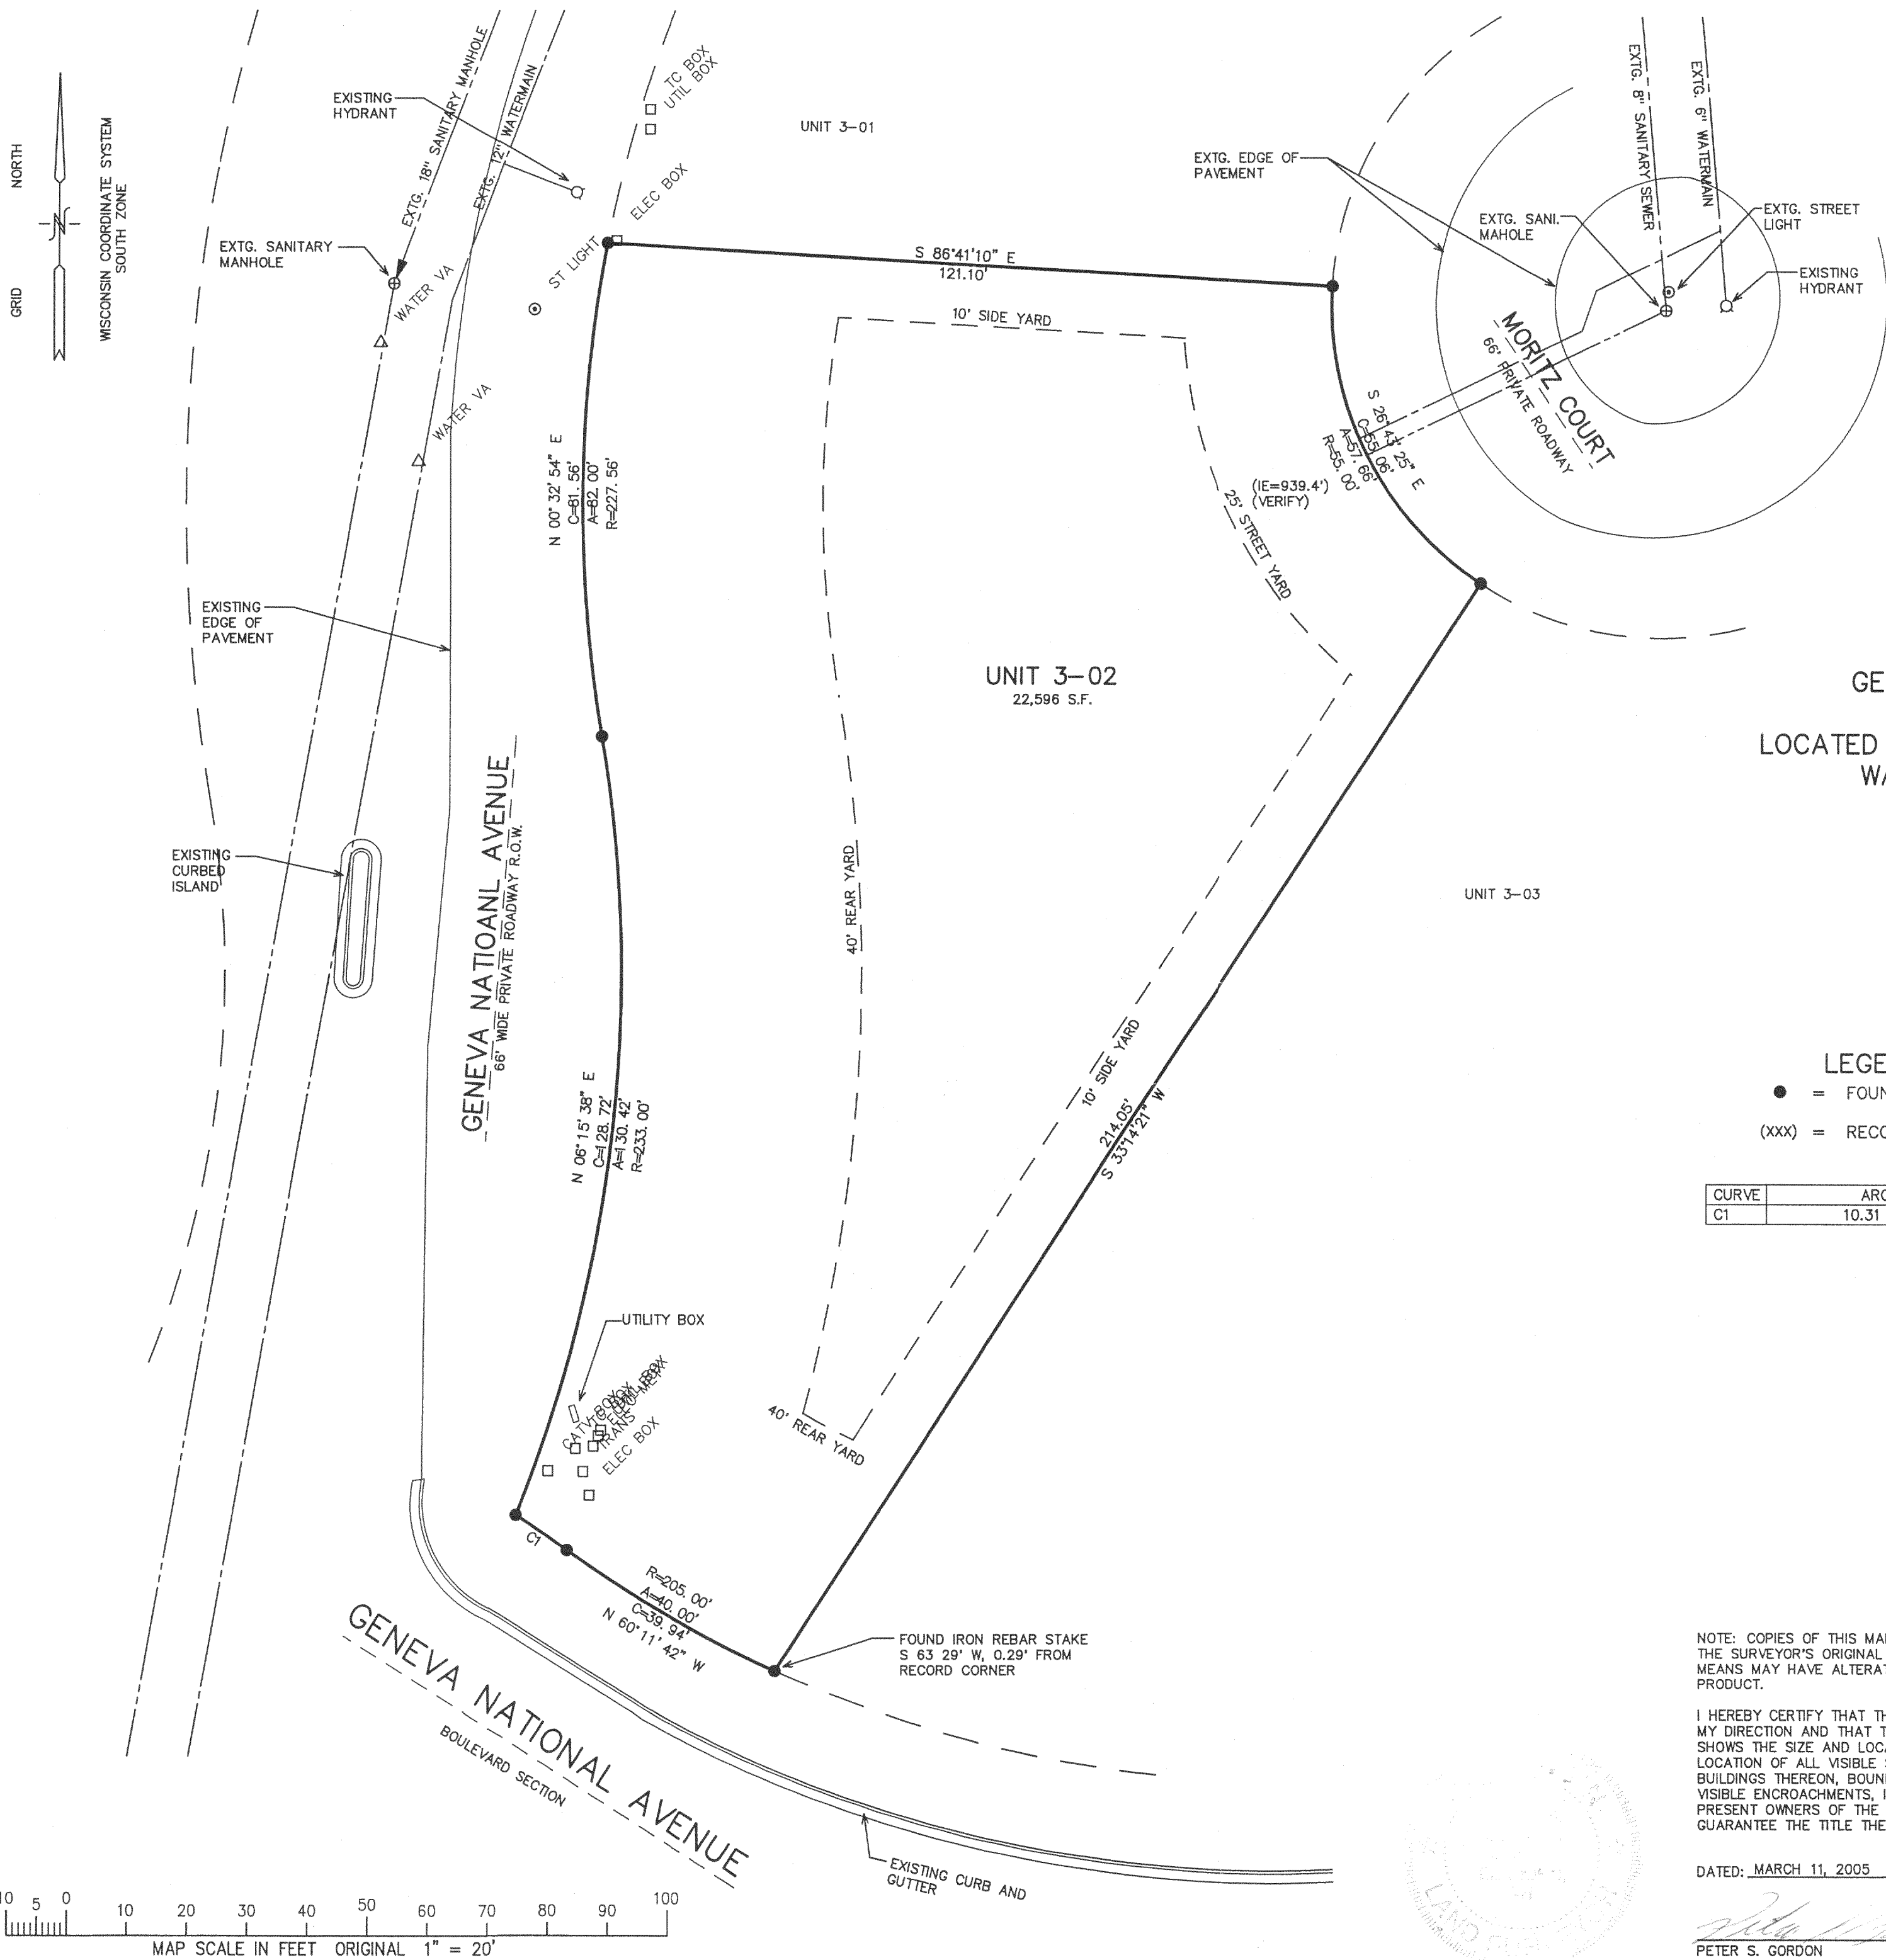 GRID NORTH
WISCONSIN COORDINATE SYSTEM
SOUTH ZONE
EXISTING
HYDRANT
EXTG. 18" SANITARY MANHOLE
EXTG. 12" WATERMAIN
TC BOX
UTIL BOX
UNIT 3-01
ELEC BOX
ST LIGHT
EXTG. SANITARY
MANHOLE
WATER VA
WATER VA
EXTG. EDGE OF
PAVEMENT
EXTG. 8" SANITARY SEWER
EXTG. 6" WATERMAIN
EXTG. SANI.
MAHOLE
EXTG. STREET
LIGHT
EXISTING
HYDRANT
MORITZ COURT
66' PRIVATE ROADWAY
S 86°41'10" E
121.10'
10' SIDE YARD
N 00°32'54" E
C=81.56'
A=82.00'
R=227.56'
S 26°43'25" E
C=55.06'
A=57.66'
R=55.00'
(IE=939.4')
(VERIFY)
25' STREET YARD
EXISTING
EDGE OF
PAVEMENT
UNIT 3-02
22,596 S.F.
GE
LOCATED
WA
EXISTING
CURBED
ISLAND
GENEVA NATIOANL AVENUE
66' WIDE PRIVATE ROADWAY R.O.W.
40' REAR YARD
UNIT 3-03
N 06°15'38" E
C=128.72'
A=130.42'
R=233.00'
10' SIDE YARD
214.05'
S 33°14'21" W
LEGE
● = FOUN
(XXX) = RECO
CURVE ARC
C1 10.31
UTILITY BOX
CATV BOX
TRANS
ELEC BOX
40' REAR YARD
C1
R=205.00'
A=40.00'
C=39.94'
N 60°11'42" W
FOUND IRON REBAR STAKE
S 63 29' W, 0.29' FROM
RECORD CORNER
GENEVA NATIONAL AVENUE
BOULEVARD SECTION
EXISTING CURB AND
GUTTER
NOTE: COPIES OF THIS MA
THE SURVEYOR'S ORIGINAL
MEANS MAY HAVE ALTERAT
PRODUCT.
I HEREBY CERTIFY THAT TH
MY DIRECTION AND THAT T
SHOWS THE SIZE AND LOCA
LOCATION OF ALL VISIBLE
BUILDINGS THEREON, BOUN
VISIBLE ENCROACHMENTS, I
PRESENT OWNERS OF THE
GUARANTEE THE TITLE THE
DATED: MARCH 11, 2005
PETER S. GORDON
LAND SURVEYOR
10 5 0 10 20 30 40 50 60 70 80 90 100
MAP SCALE IN FEET ORIGINAL 1" = 20'